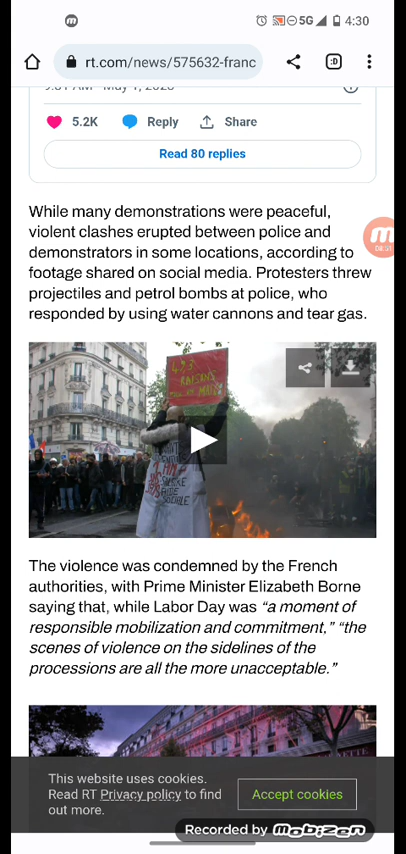 5G 4:30
rt.com/news/575632-franc
:D
5.2K Reply Share
Read 80 replies
While many demonstrations were peaceful,
violent clashes erupted between police and
demonstrators in some locations, according to
footage shared on social media. Protesters threw
projectiles and petrol bombs at police, who
responded by using water cannons and tear gas.
The violence was condemned by the French
authorities, with Prime Minister Elizabeth Borne
saying that, while Labor Day was “a moment of
responsible mobilization and commitment,” “the
scenes of violence on the sidelines of the
processions are all the more unacceptable.”
This website uses cookies.
Read RT Privacy policy to find
out more.
Accept cookies
Recorded by mobizen